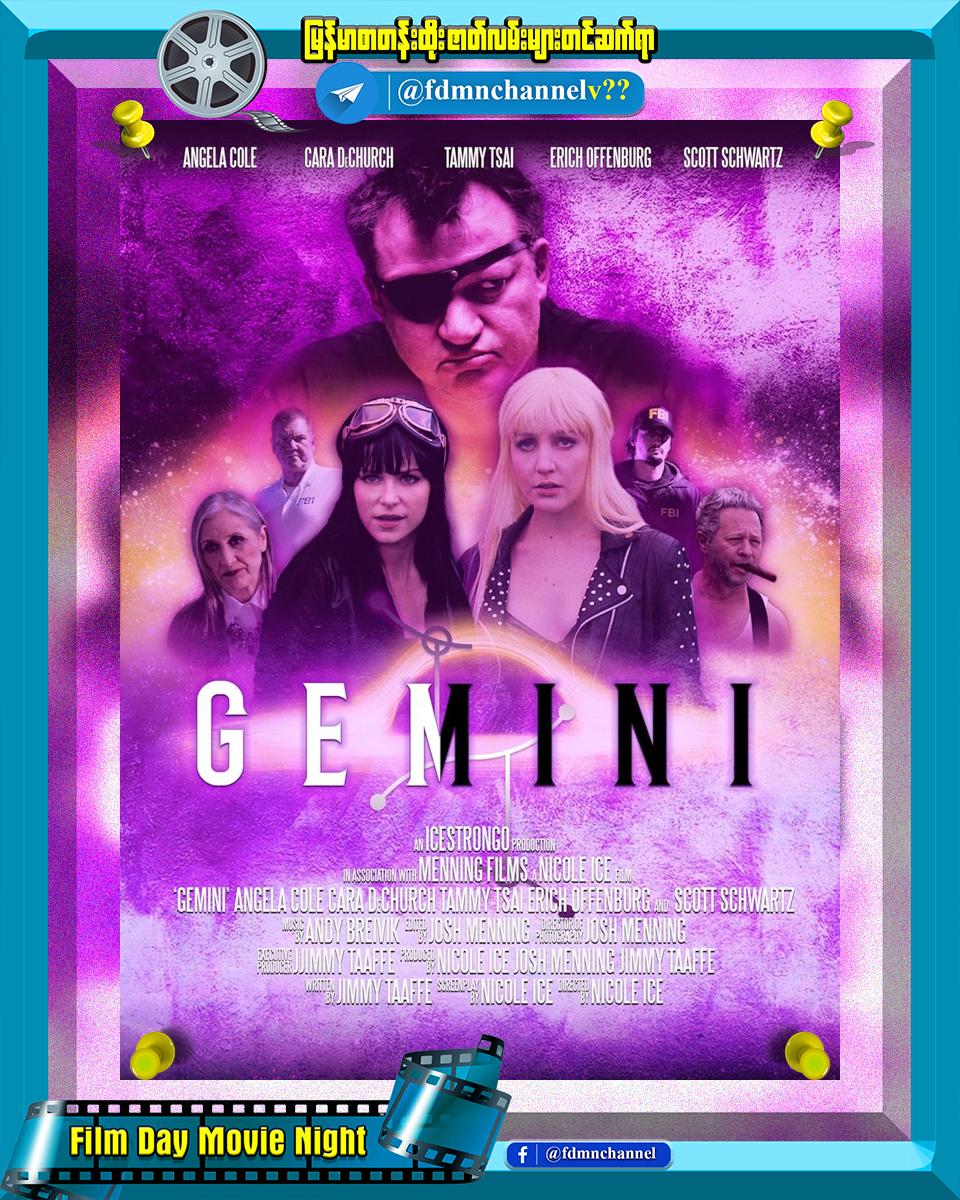 မြန်မာစာတန်းထိုးဇာတ်လမ်းများတင်ဆက်ရာ
@fdmnchannelv??
ANGELA COLE CARA DeCHURCH TAMMY TSAI ERICH OFFENBURG SCOTT SCHWARTZ
FBI
FBI
FBI
GEMINI
AN ICESTRONGO PRODUCTION
IN ASSOCIATION WITH MENNING FILMS A NICOLE ICE FILM
'GEMINI' ANGELA COLE CARA DeCHURCH TAMMY TSAI ERICH OFFENBURG AND SCOTT SCHWARTZ
MUSIC BY ANDY BREIVIK EDITED BY JOSH MENNING DIRECTOR OF PHOTOGRAPHY JOSH MENNING
EXECUTIVE PRODUCER JJIMMY TAAFFE PRODUCED BY NICOLE ICE JOSH MENNING JIMMY TAAFFE
WRITTEN BY JIMMY TAAFFE SCREENPLAY BY NICOLE ICE DIRECTED BY NICOLE ICE
Film Day Movie Night
@fdmnchannel